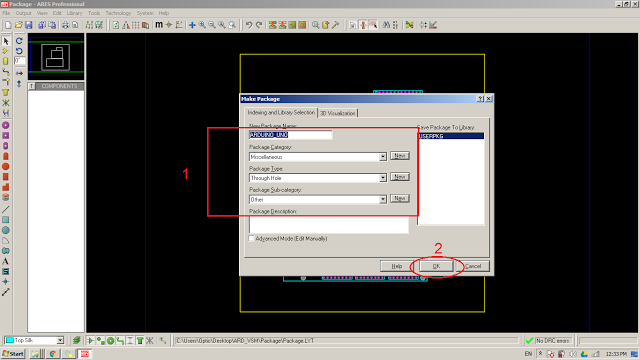 Package - ARES Professional
File Output View Edit Library Tools Technology System Help
0°
COMPONENTS
Make Package
Indexing and Library Selection
3D Visualization
New Package Name:
Save Package To Library
ARDUINO_UNO
USERPKG
Package Category:
Miscellaneous
New
1
Package Type:
Through Hole
New
Package Sub-category:
Other
New
Package Description:
Advanced Mode (Edit Manually)
2
Help
OK
Cancel
Top Silk
C:\Users\Optic\Desktop\ARD_VSM\Package\Package.LYT
No DRC errors
Start
EN
12:33 PM